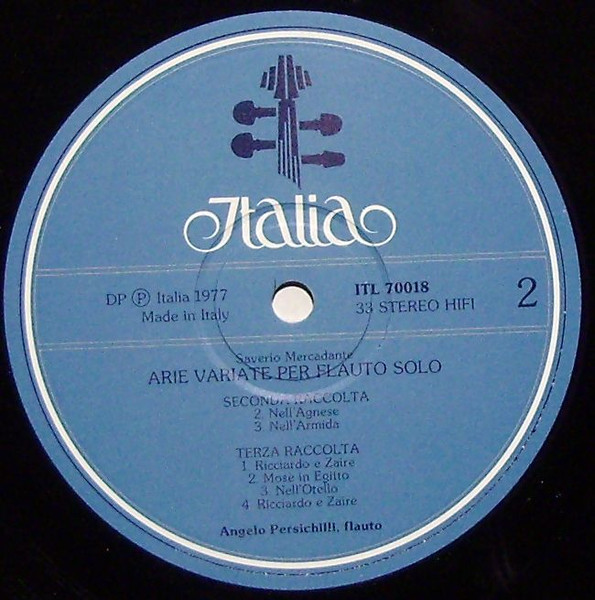 Italia
DP Ⓟ Italia 1977
Made in Italy
ITL 70018
33 STEREO HIFI
2
Saverio Mercadante
ARIE VARIATE PER FLAUTO SOLO
SECONDA RACCOLTA
2. Nell'Agnese
3. Nell'Armida
TERZA RACCOLTA
1. Ricciardo e Zaire
2. Mose in Egitto
3. Nell'Otello
4. Ricciardo e Zaire
Angelo Persichilli, flauto